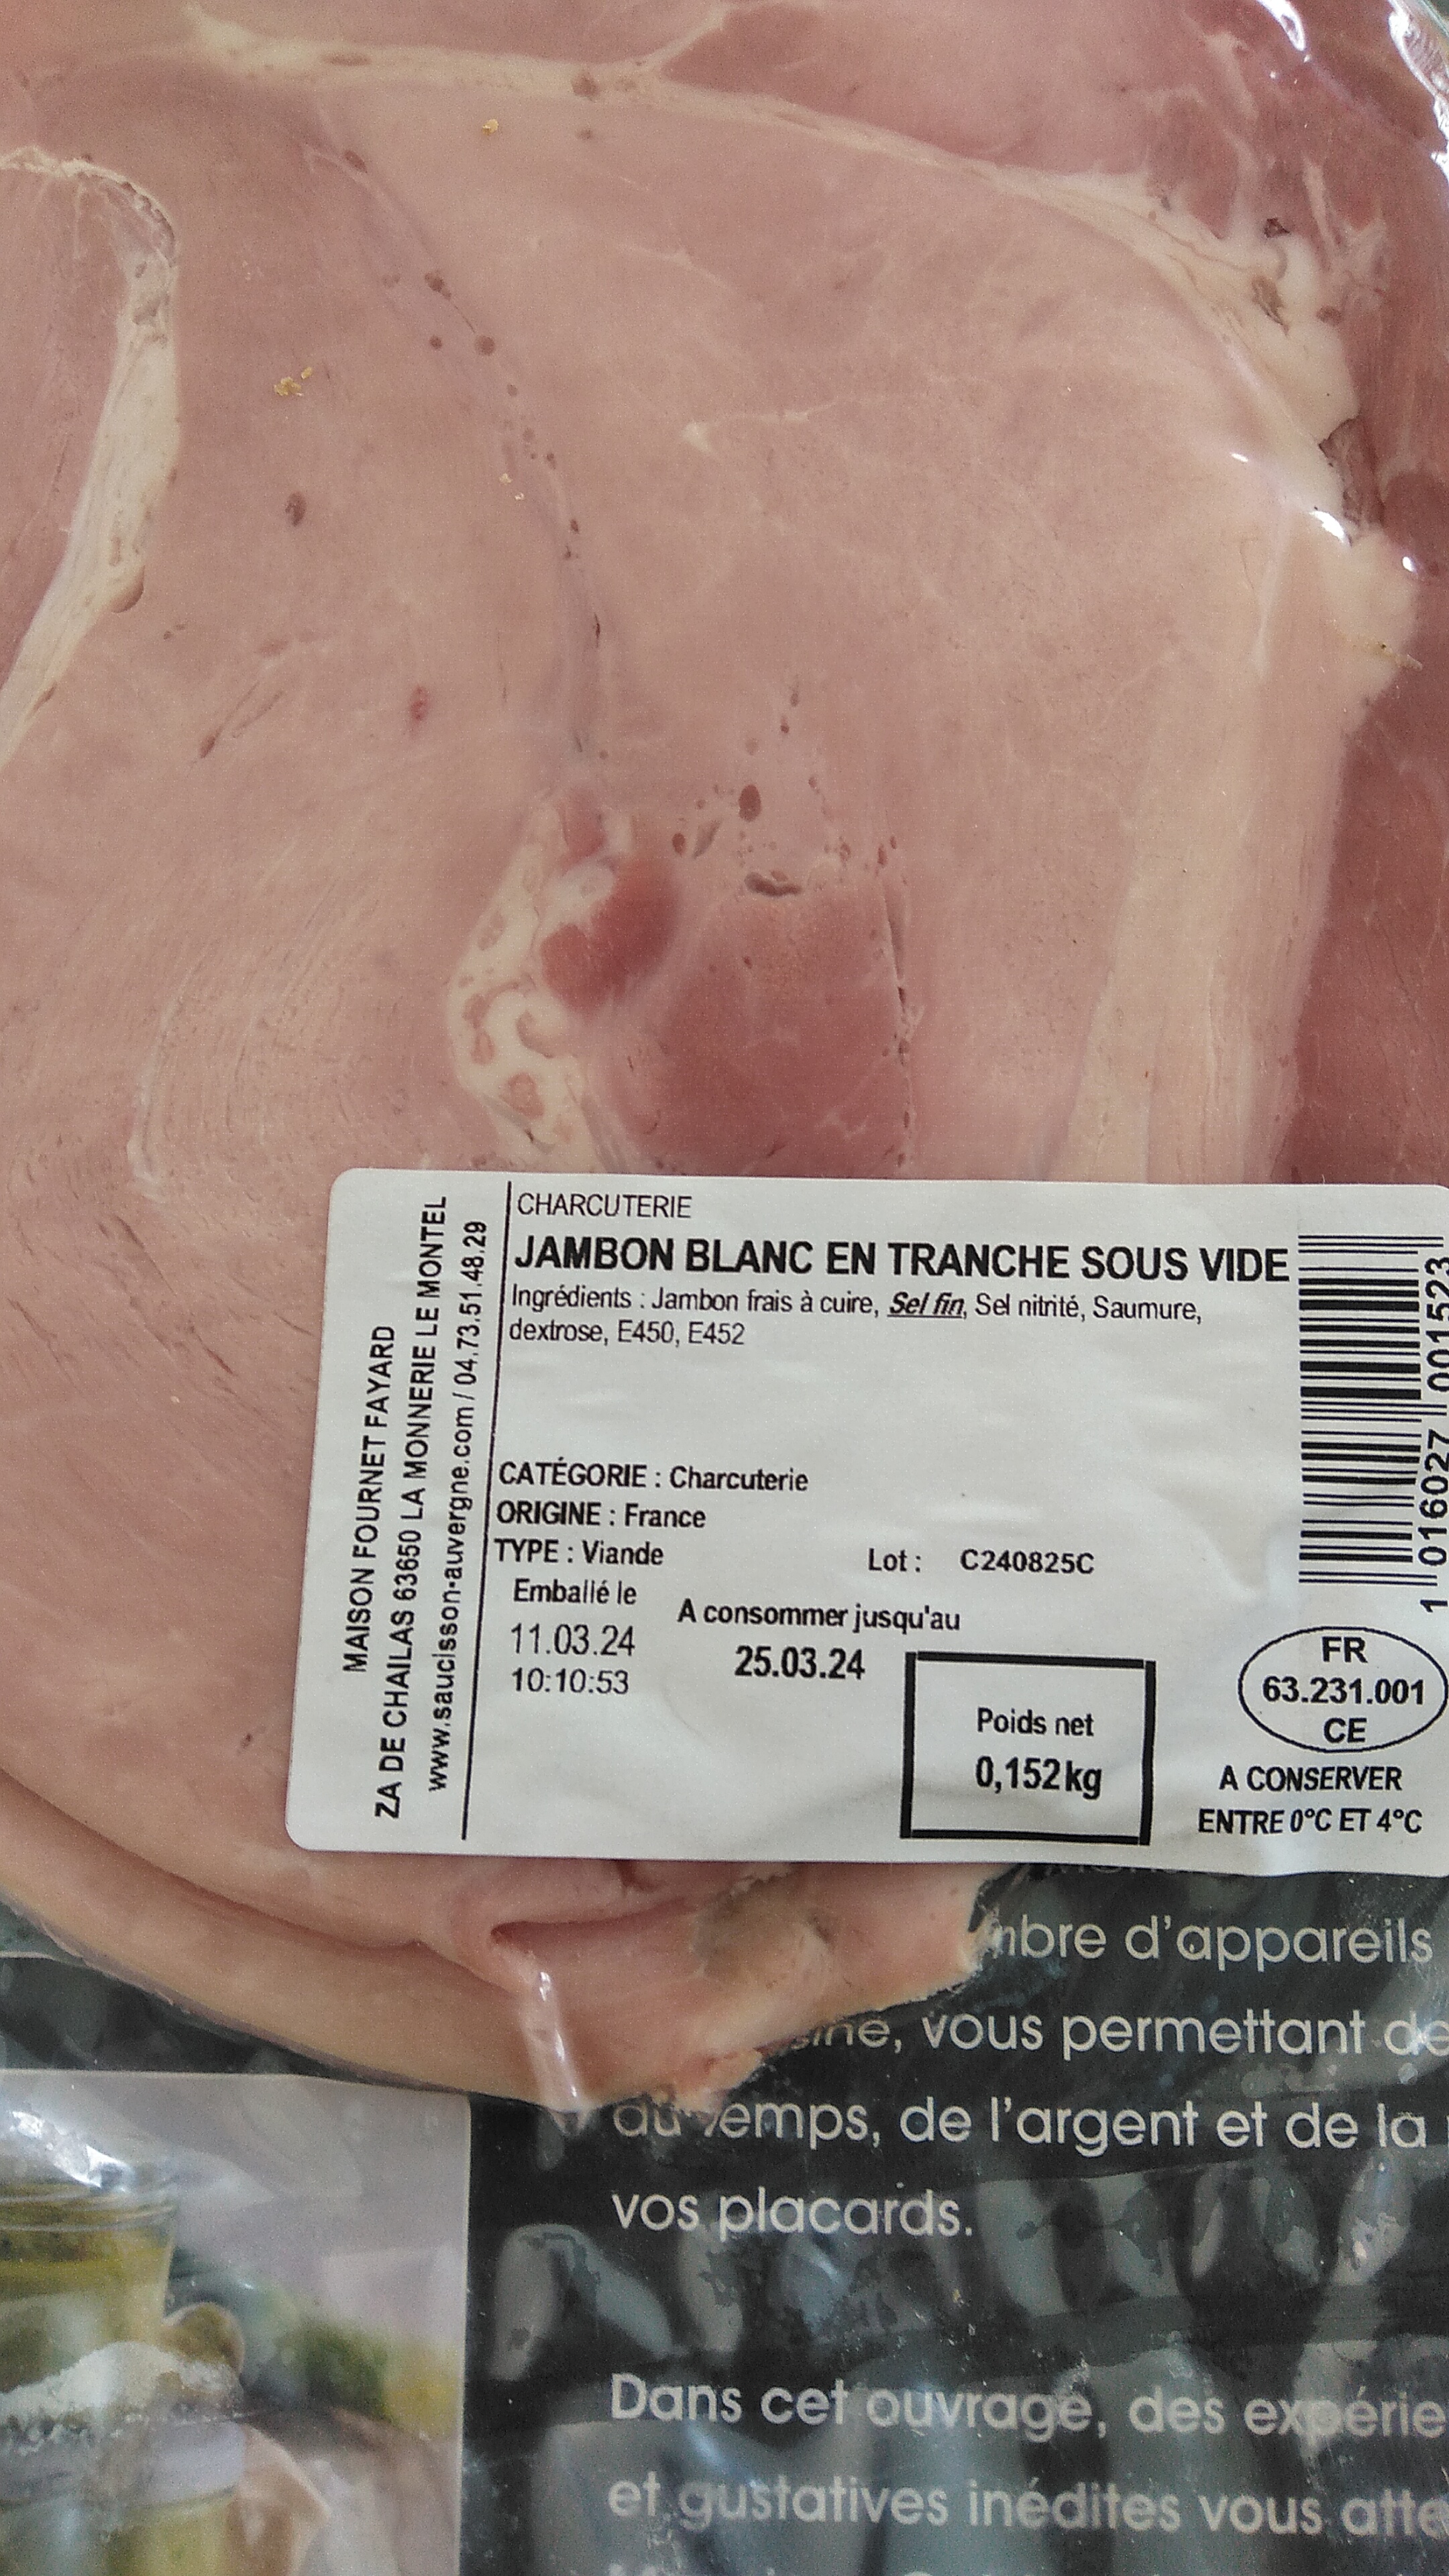 MAISON FOURNET FAYARD
ZA DE CHAILAS 63650 LA MONNERIE LE MONTEL
www.saucisson-auvergne.com / 04.73.51.48.29
CHARCUTERIE
JAMBON BLANC EN TRANCHE SOUS VIDE
Ingrédients : Jambon frais à cuire, Sel fin, Sel nitrité, Saumure,
dextrose, E450, E452
CATÉGORIE : Charcuterie
ORIGINE : France
TYPE : Viande
Lot : C240825C
Emballé le
11.03.24
10:10:53
A consommer jusqu'au
25.03.24
Poids net
0,152kg
1 016027 001523
FR
63.231.001
CE
A CONSERVER
ENTRE 0°C ET 4°C
d'appareils
vous permettant de
du temps, de l'argent et de la
vos placards.
Dans cet ouvrage, des expérie
et gustatives inédites vous atte